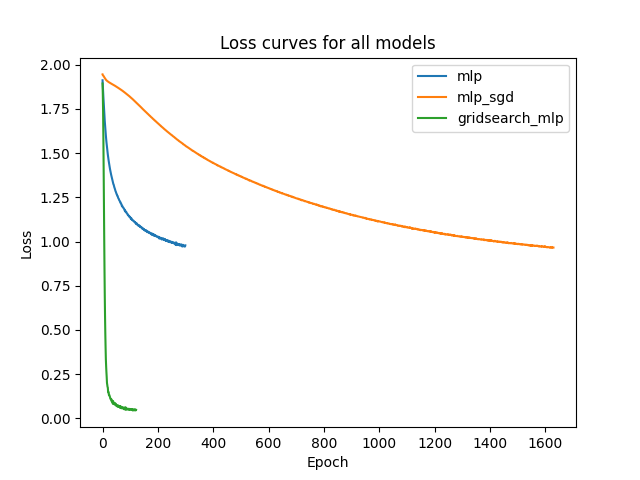 Loss curves for all models
2.00
1.75
1.50
1.25
1.00
0.75
0.50
0.25
0.00
Loss
mlp
mlp_sgd
gridsearch_mlp
0 200 400 600 800 1000 1200 1400 1600
Epoch